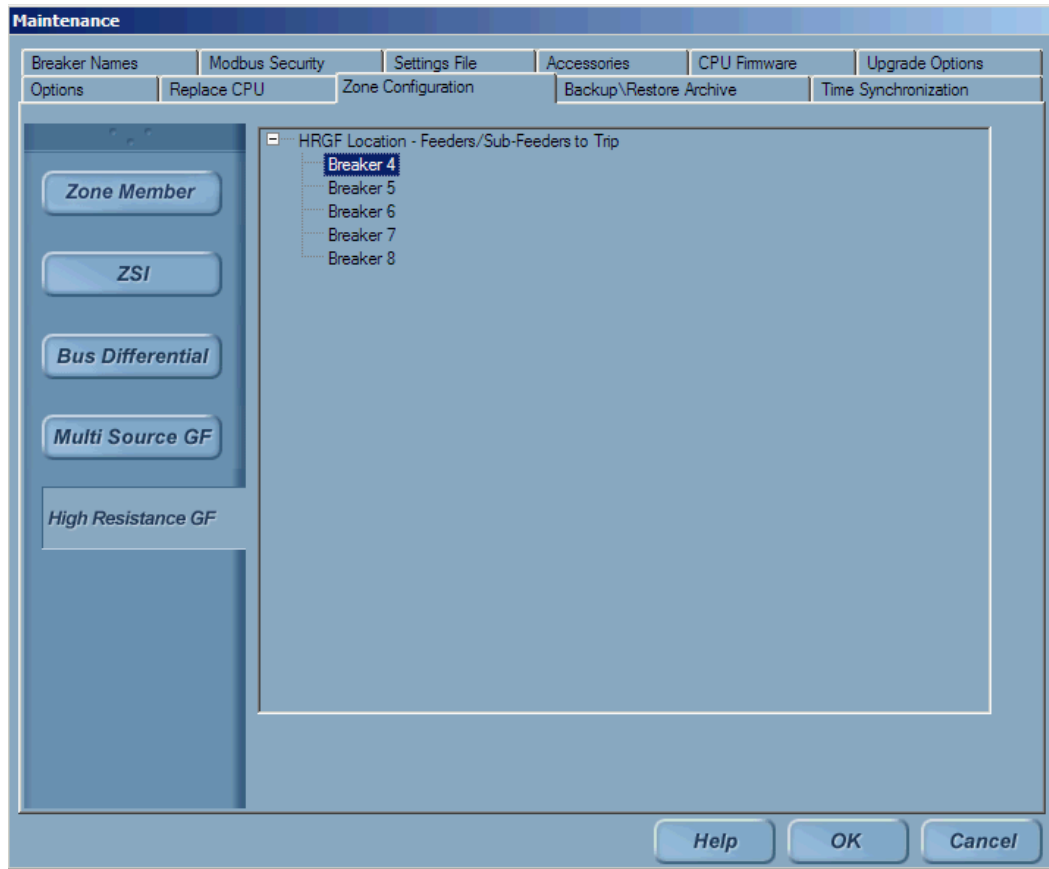 Maintenance
Breaker Names Modbus Security Settings File Accessories CPU Firmware Upgrade Options
Options Replace CPU Zone Configuration Backup\Restore Archive Time Synchronization
Zone Member
ZSI
Bus Differential
Multi Source GF
High Resistance GF
HRGF Location - Feeders/Sub-Feeders to Trip
Breaker 4
Breaker 5
Breaker 6
Breaker 7
Breaker 8
Help OK Cancel